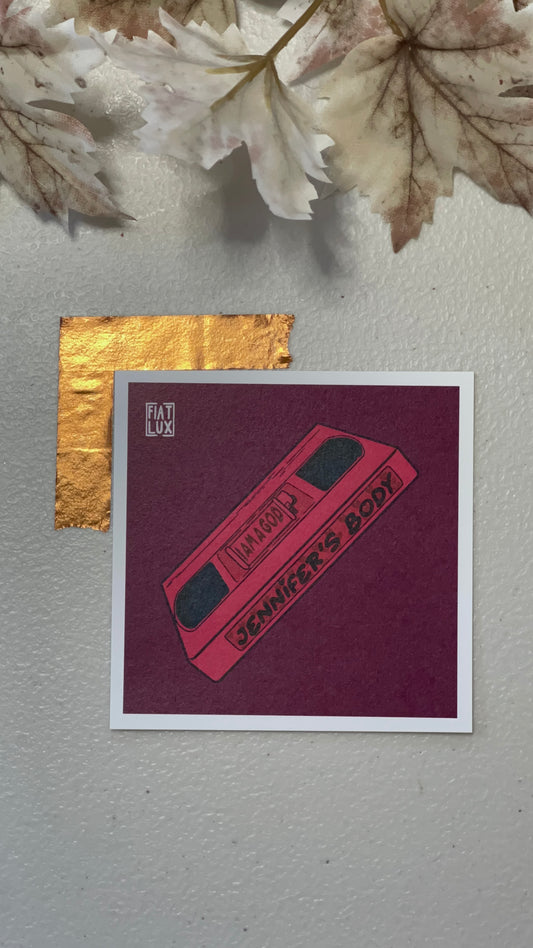 FIAT
LUX
I AM A GOD
JENNiFER'S BODY